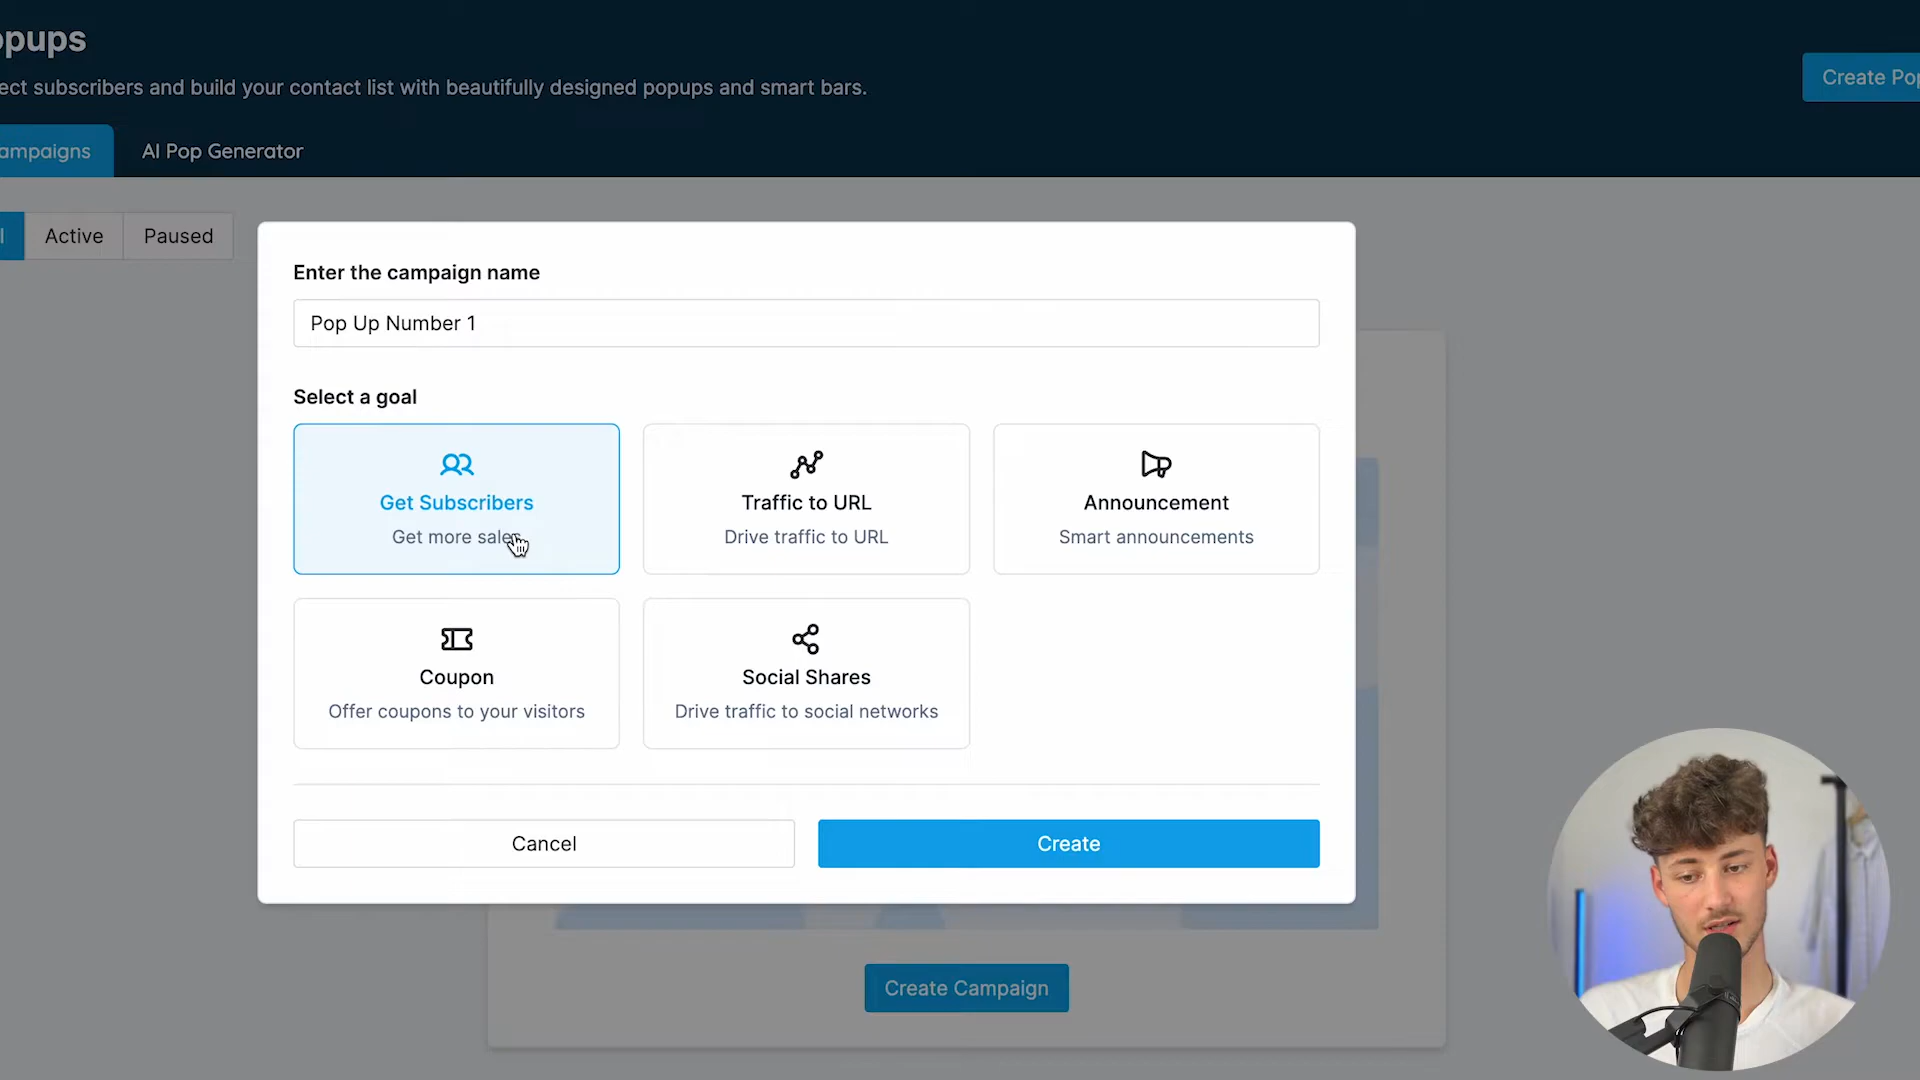 opups
ect subscribers and build your contact list with beautifully designed popups and smart bars.
Create Pop
ampaigns
AI Pop Generator
l
Active
Paused
Enter the campaign name
Pop Up Number 1
Select a goal
Get Subscribers
Get more sales
Traffic to URL
Drive traffic to URL
Announcement
Smart announcements
Coupon
Offer coupons to your visitors
Social Shares
Drive traffic to social networks
Cancel
Create
Create Campaign